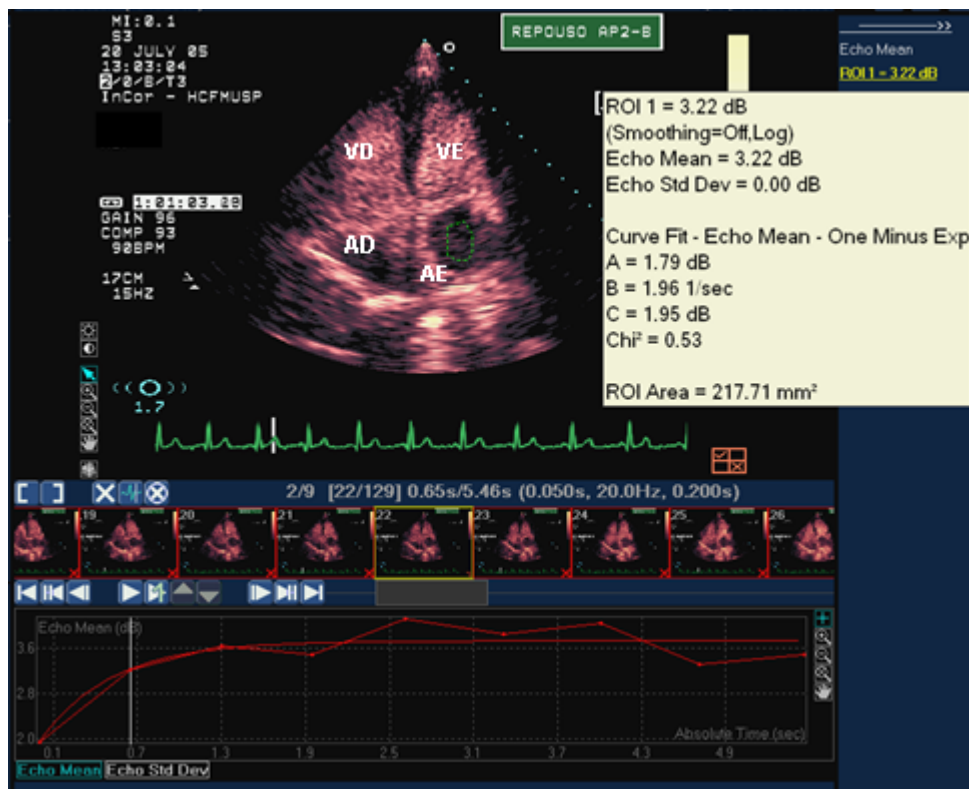 MI:0.1
S3
20 JULY 05
13:03:04
2/0/B/T3
InCor - HCFMUSP
REPOUSO AP2-B
Echo Mean
ROI 1 = 3.22 dB
VD
VE
AD
AE
1:01:03.28
GAIN 96
COMP 93
90BPM
17CM
15HZ
1.7
ROI 1 = 3.22 dB
(Smoothing=Off,Log)
Echo Mean = 3.22 dB
Echo Std Dev = 0.00 dB
Curve Fit - Echo Mean - One Minus Exp
A = 1.79 dB
B = 1.96 1/sec
C = 1.95 dB
Chi² = 0.53
ROI Area = 217.71 mm²
2/9 [22/129] 0.65s/5.46s (0.050s, 20.0Hz, 0.200s)
19 20 21 22 23 24 25 26
Echo Mean (dB)
3.6
2.8
2.0
Absolute Time (sec)
0.1 0.7 1.3 1.9 2.5 3.1 3.7 4.3 4.9
Echo Mean Echo Std Dev